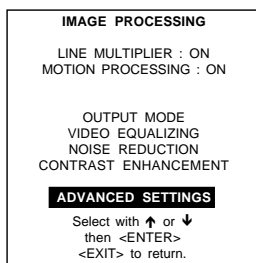 IMAGE PROCESSING
LINE MULTIPLIER : ON
MOTION PROCESSING : ON
OUTPUT MODE
VIDEO EQUALIZING
NOISE REDUCTION
CONTRAST ENHANCEMENT
ADVANCED SETTINGS
Select with ↑ or ↓
then <ENTER>
<EXIT> to return.